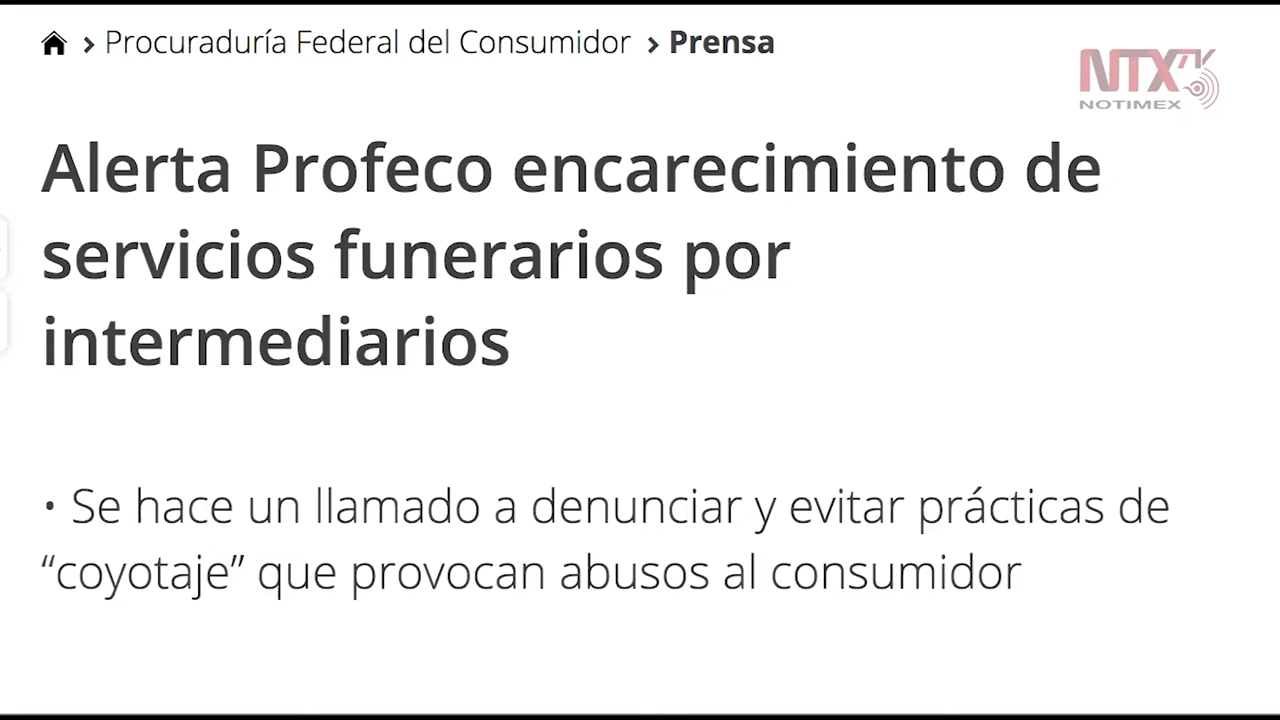 Procuraduría Federal del Consumidor > Prensa
NTX TV
NOTIMEX
Alerta Profeco encarecimiento de
servicios funerarios por
intermediarios
• Se hace un llamado a denunciar y evitar prácticas de
“coyotaje” que provocan abusos al consumidor